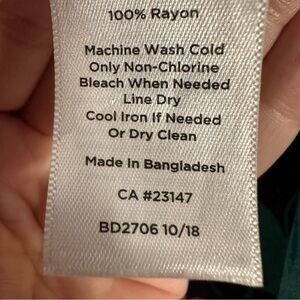 100% Rayon
Machine Wash Cold
Only Non-Chlorine
Bleach When Needed
Line Dry
Cool Iron If Needed
Or Dry Clean
Made In Bangladesh
CA #23147
BD2706 10/18